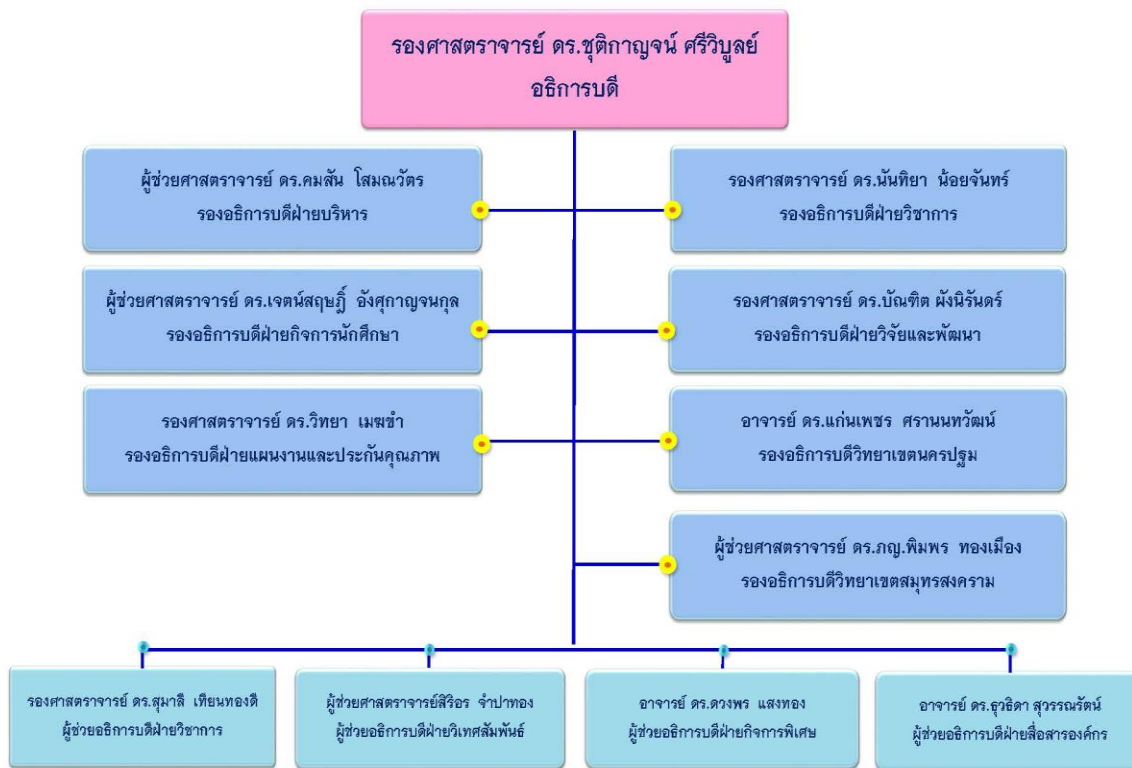 รองศาสตราจารย์ ดร.ชุติกาญจน์ ศรีวิบูลย์
อธิการบดี
ผู้ช่วยศาสตราจารย์ ดร.คมสัน โสมณวัตร
รองอธิการบดีฝ่ายบริหาร
รองศาสตราจารย์ ดร.นันทิยา น้อยจันทร์
รองอธิการบดีฝ่ายวิชาการ
ผู้ช่วยศาสตราจารย์ ดร.เจตน์สฤษฎิ์ อังศุกาญจนกุล
รองอธิการบดีฝ่ายกิจการนักศึกษา
รองศาสตราจารย์ ดร.บัณฑิต ผังนิรันดร์
รองอธิการบดีฝ่ายวิจัยและพัฒนา
รองศาสตราจารย์ ดร.วิทยา เมฆขำ
รองอธิการบดีฝ่ายแผนงานและประกันคุณภาพ
อาจารย์ ดร.แก่นเพชร ศรานนทวัฒน์
รองอธิการบดีวิทยาเขตนครปฐม
ผู้ช่วยศาสตราจารย์ ดร.ภญ.พิมพร ทองเมือง
รองอธิการบดีวิทยาเขตสมุทรสงคราม
รองศาสตราจารย์ ดร.สุมาลี เทียนทองดี
ผู้ช่วยอธิการบดีฝ่ายวิชาการ
ผู้ช่วยศาสตราจารย์สิริอร จำปาทอง
ผู้ช่วยอธิการบดีฝ่ายวิเทศสัมพันธ์
อาจารย์ ดร.ดวงพร แสงทอง
ผู้ช่วยอธิการบดีฝ่ายกิจการพิเศษ
อาจารย์ ดร.ธุวธิดา สุวรรณรัตน์
ผู้ช่วยอธิการบดีฝ่ายสื่อสารองค์กร